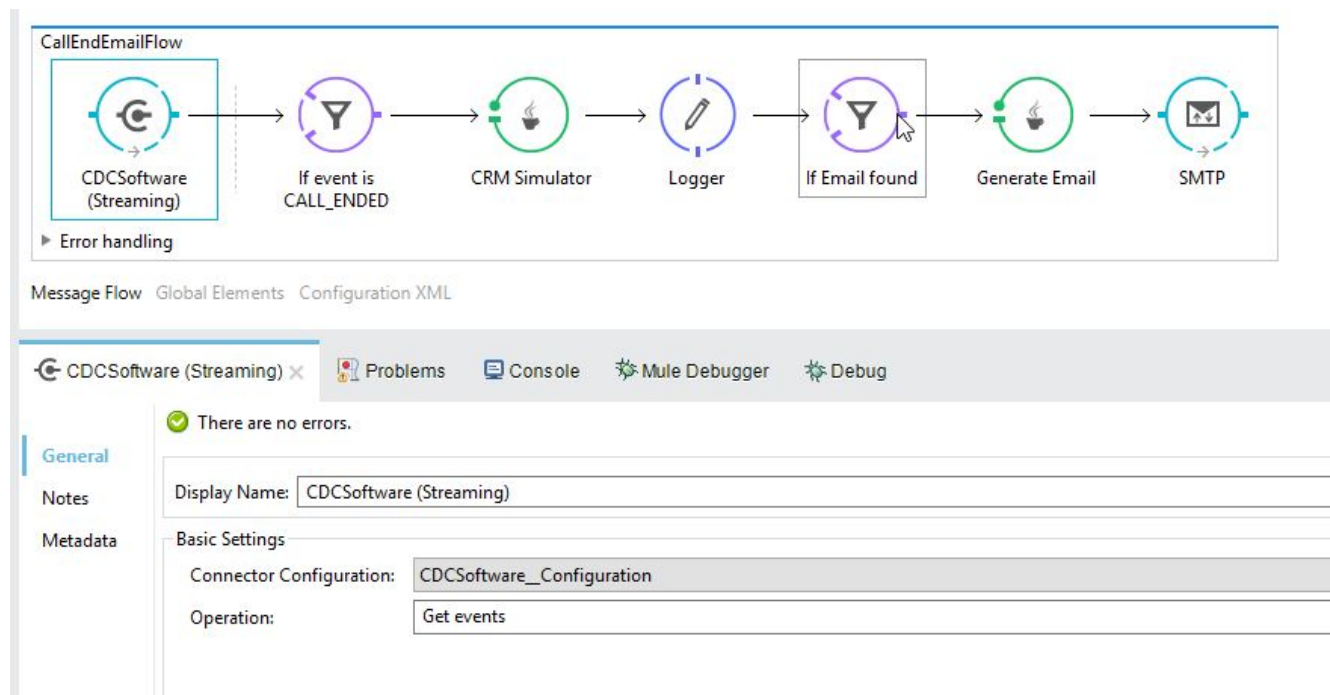 CallEndEmailFlow
CDCSoftware
(Streaming)
If event is
CALL_ENDED
CRM Simulator
Logger
If Email found
Generate Email
SMTP
Error handling
Message Flow Global Elements Configuration XML
CDCSoftware (Streaming) Problems Console Mule Debugger Debug
There are no errors.
General
Notes
Metadata
Display Name: CDCSoftware (Streaming)
Basic Settings
Connector Configuration: CDCSoftware__Configuration
Operation: Get events